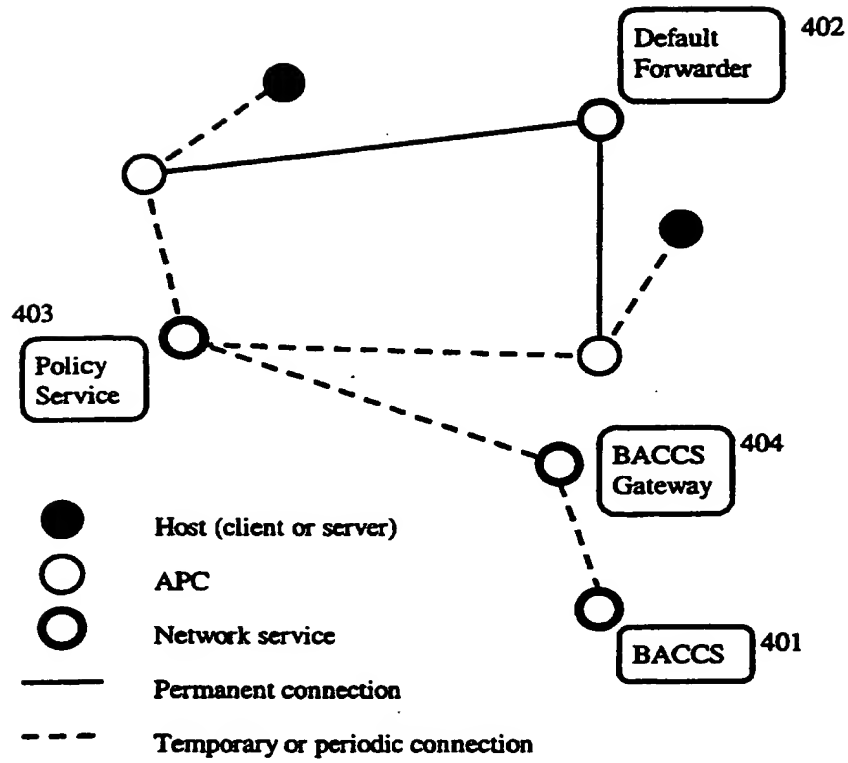 402
Default
Forwarder
403
Policy
Service
BACCS
Gateway
404
Host (client or server)
APC
Network service
BACCS
401
Permanent connection
Temporary or periodic connection